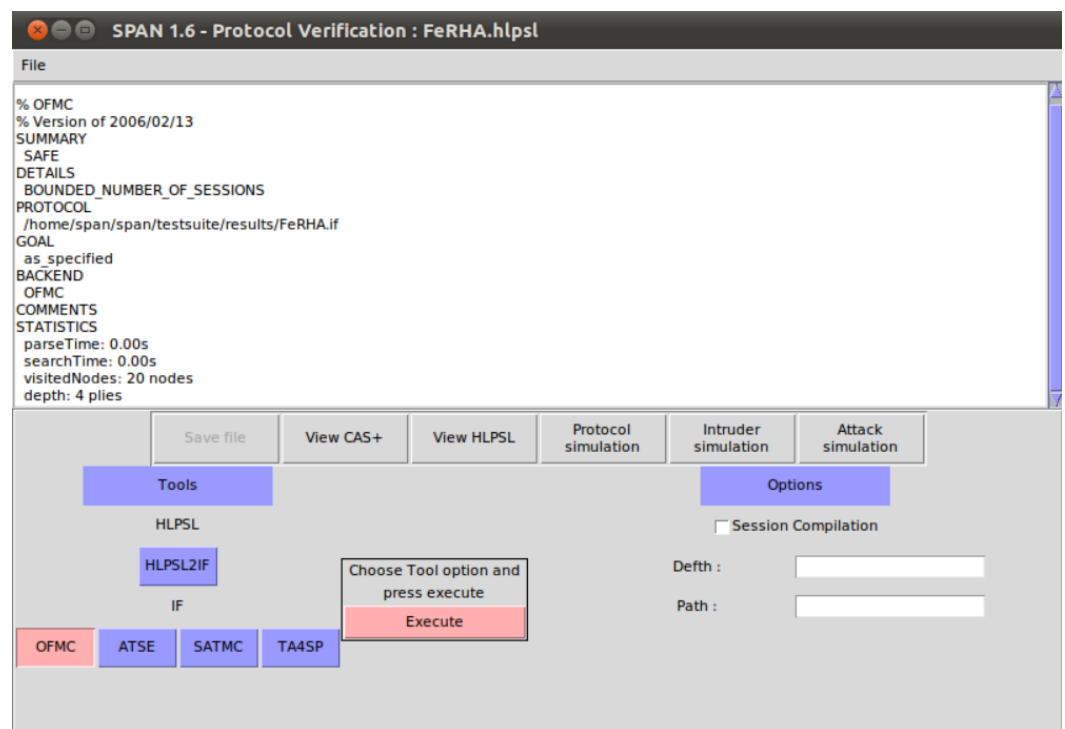 SPAN 1.6 - Protocol Verification : FeRHA.hlpsl
File
% OFMC
% Version of 2006/02/13
SUMMARY
SAFE
DETAILS
BOUNDED_NUMBER_OF_SESSIONS
PROTOCOL
/home/span/span/testsuite/results/FeRHA.if
GOAL
as_specified
BACKEND
OFMC
COMMENTS
STATISTICS
parseTime: 0.00s
searchTime: 0.00s
visitedNodes: 20 nodes
depth: 4 plies
Save file
View CAS+
View HLPSL
Protocol
simulation
Intruder
simulation
Attack
simulation
Tools
Options
HLPSL
Session Compilation
HLPSL2IF
Choose Tool option and
press execute
Execute
Defth :
IF
Path :
OFMC
ATSE
SATMC
TA4SP